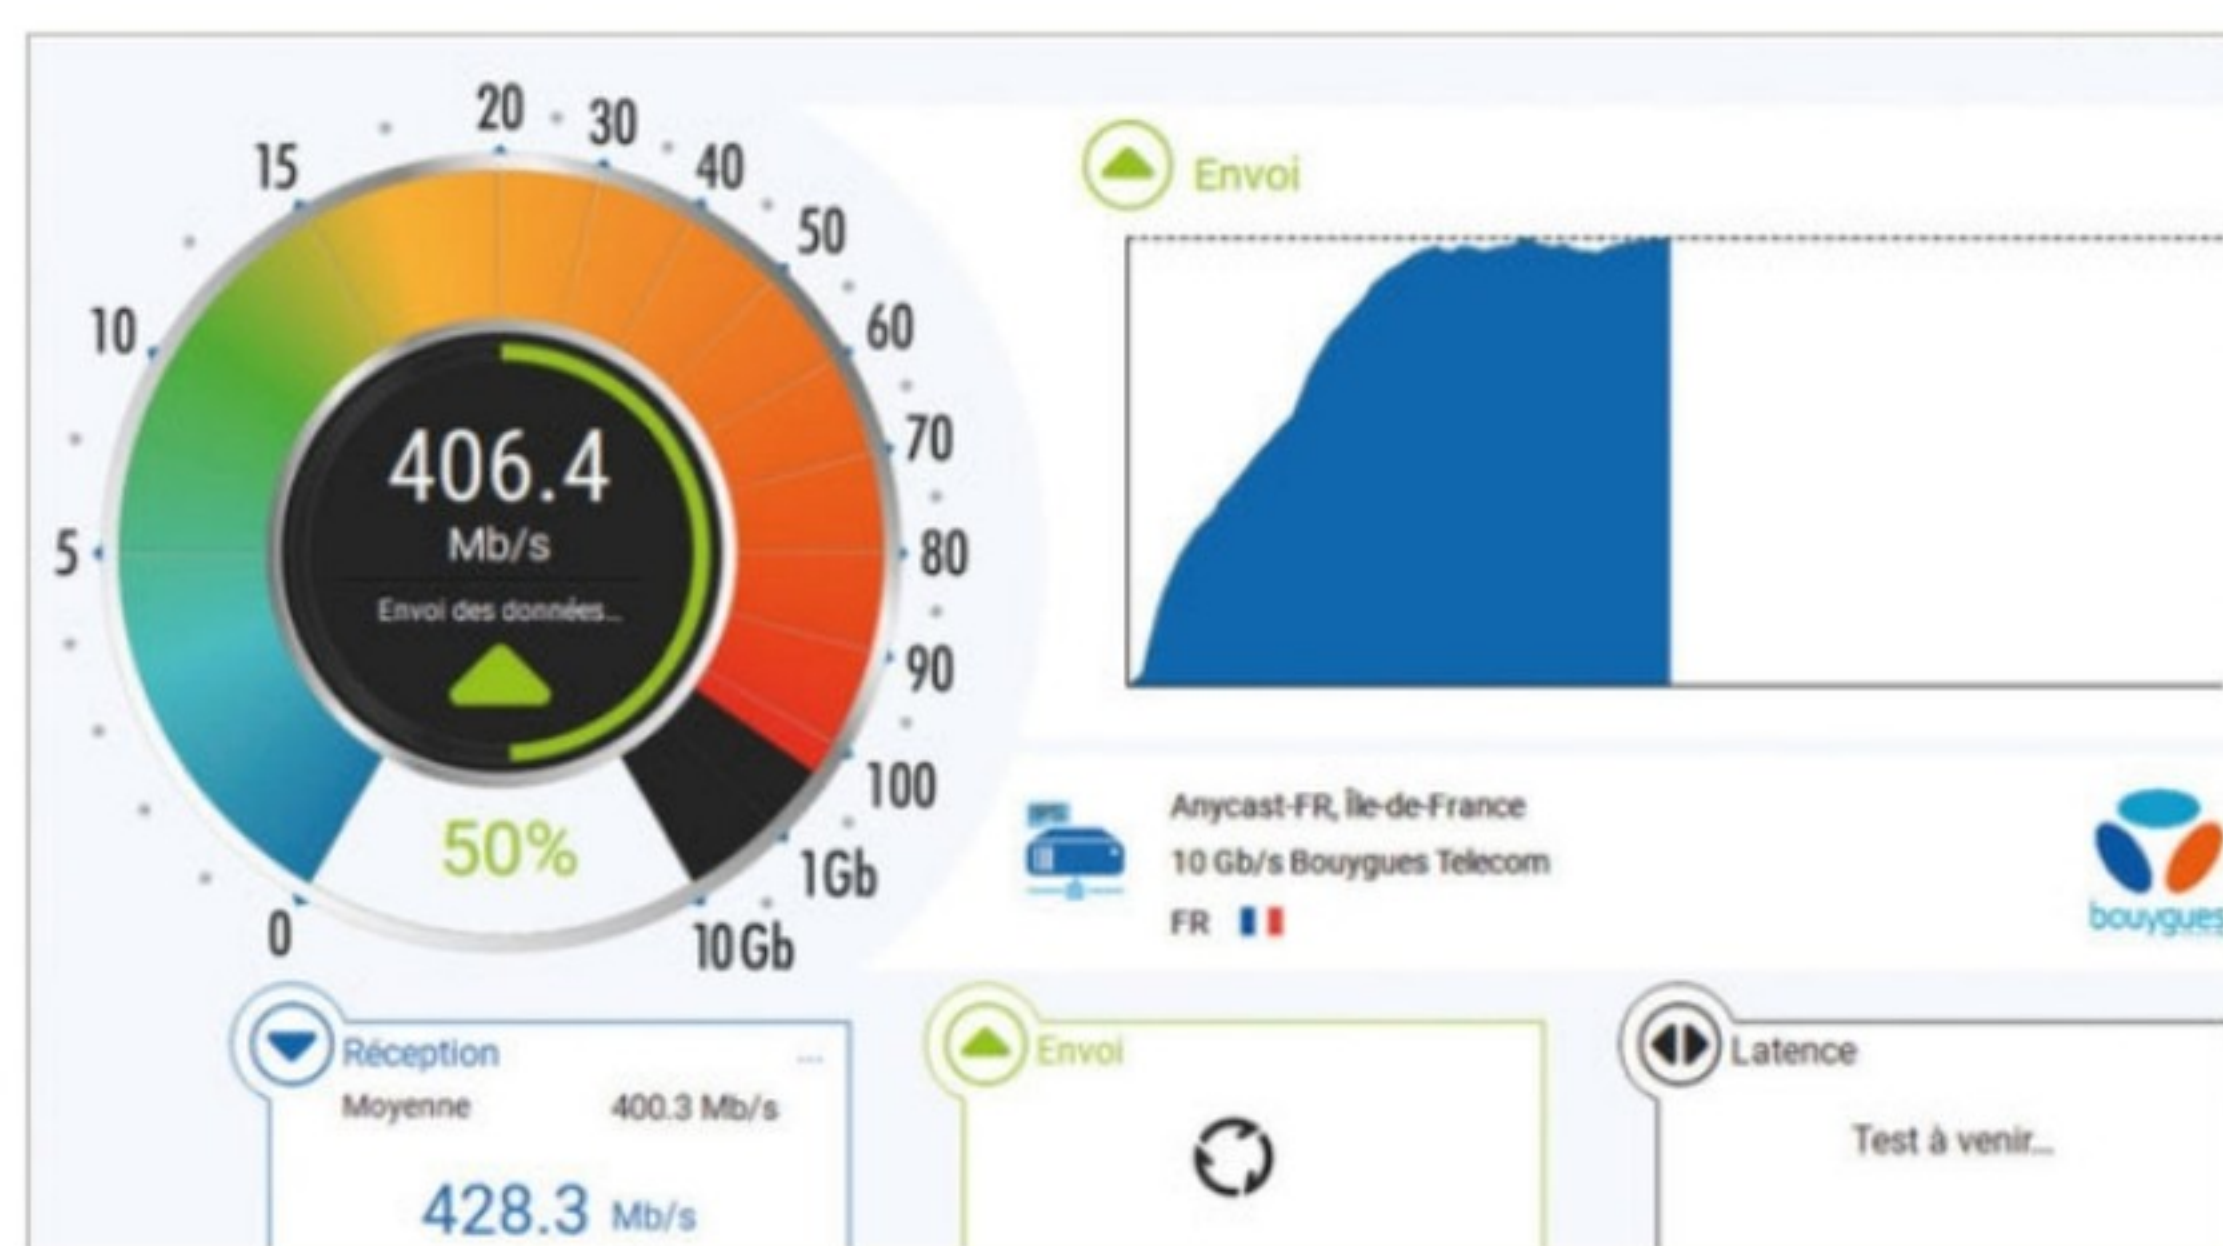 20
30
15
40
50
10
60
70
5
80
90
100
1Gb
10Gb
0
406.4
Mb/s
Envoi des données...
50%
Envoi
Anycast-FR, Île-de-France
10 Gb/s Bouygues Telecom
FR
bouygues
Réception
...
Moyenne 400.3 Mb/s
428.3 Mb/s
Envoi
Latence
Test à venir...